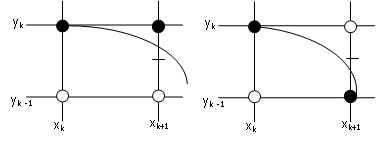 yₖ yₖ
yₖ₋₁ yₖ₋₁
xₖ xₖ₊₁ xₖ xₖ₊₁